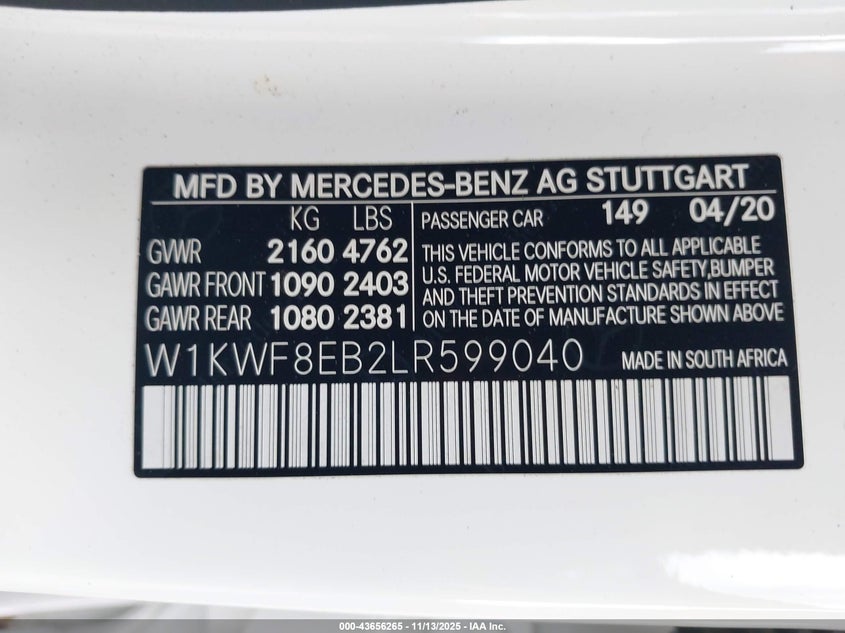 MFD BY MERCEDES-BENZ AG STUTTGART
KG LBS
GVWR 2160 4762
GAWR FRONT 1090 2403
GAWR REAR 1080 2381
PASSENGER CAR 149 04/20
THIS VEHICLE CONFORMS TO ALL APPLICABLE
U.S. FEDERAL MOTOR VEHICLE SAFETY,BUMPER
AND THEFT PREVENTION STANDARDS IN EFFECT
ON THE DATE OF MANUFACTURE SHOWN ABOVE
W1KWF8EB2LR599040 MADE IN SOUTH AFRICA
000-43656265 - 11/13/2025 - IAA Inc.